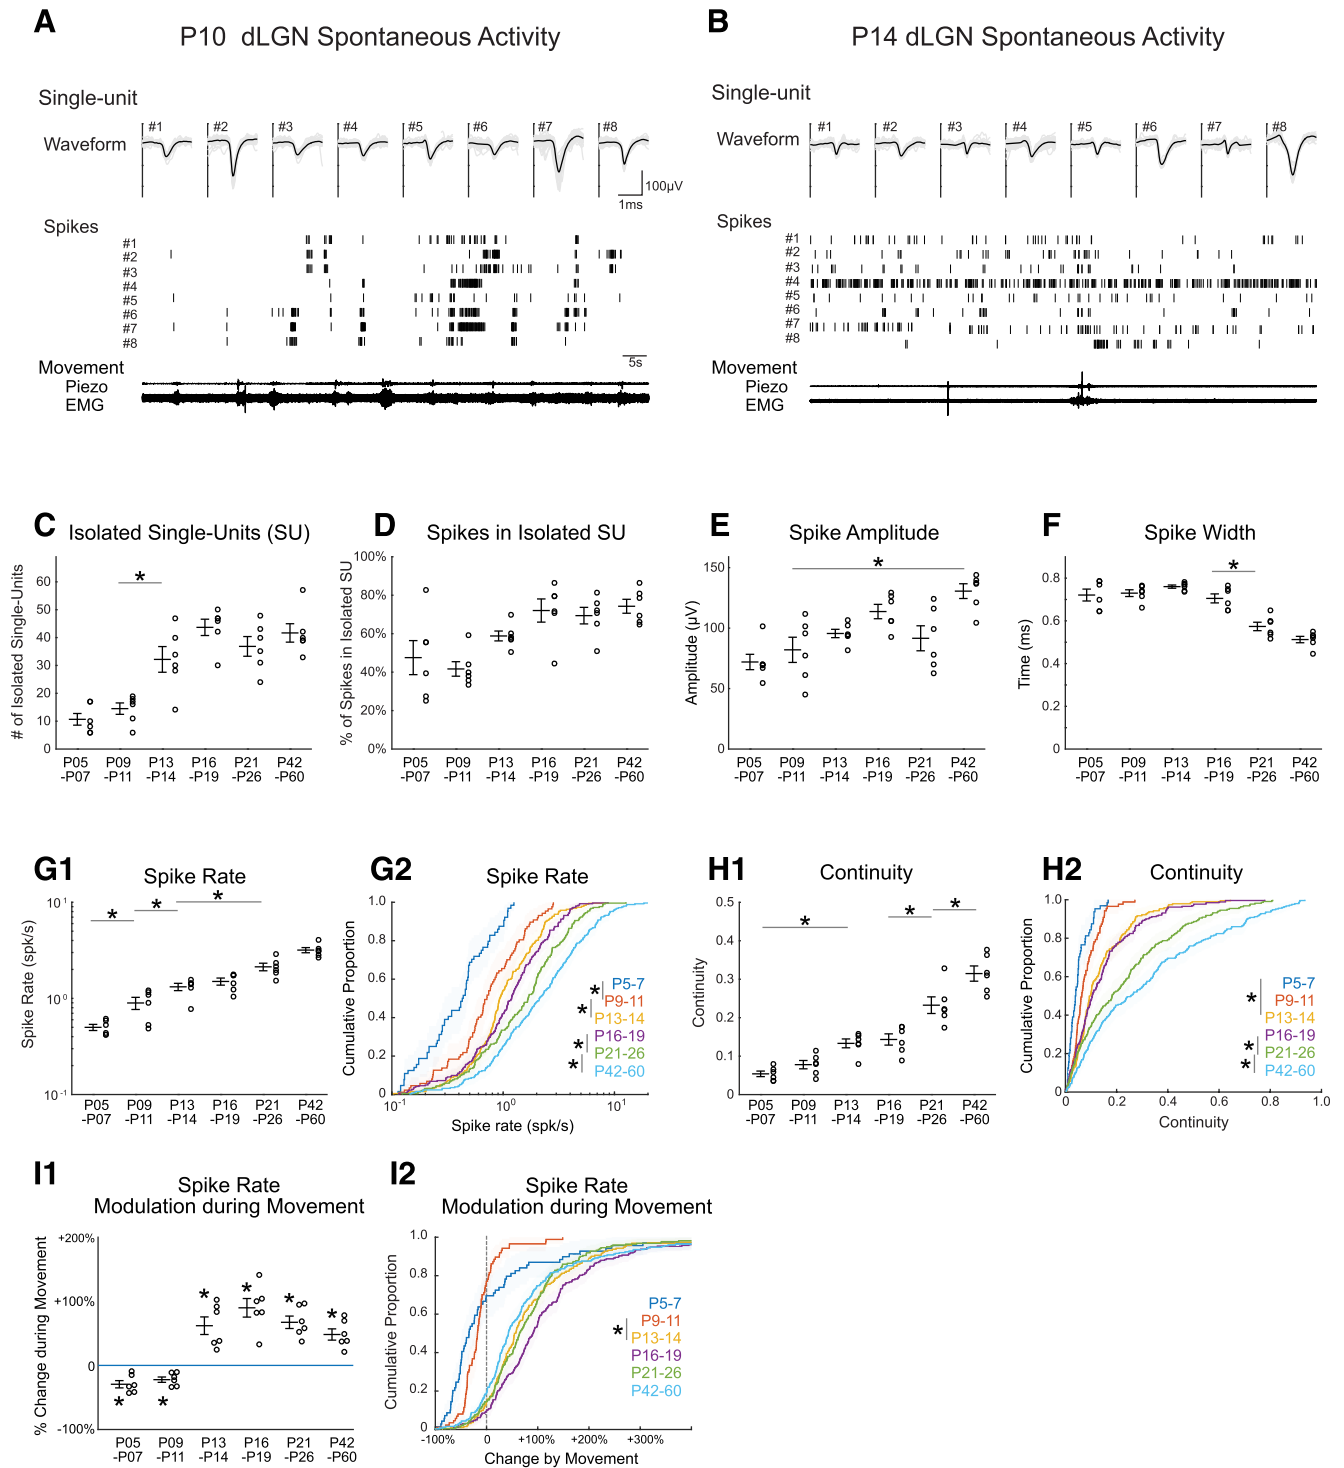 A
P10 dLGN Spontaneous Activity
Single-unit
Waveform
#1 #2 #3 #4 #5 #6 #7 #8
100µV
1ms
Spikes
#1
#2
#3
#4
#5
#6
#7
#8
5s
Movement
Piezo
EMG
B
P14 dLGN Spontaneous Activity
Single-unit
Waveform
#1 #2 #3 #4 #5 #6 #7 #8
Spikes
#1
#2
#3
#4
#5
#6
#7
#8
Movement
Piezo
EMG
C
Isolated Single-Units (SU)
# of Isolated Single-Units
60
50
40
30
20
10
0
*
P05 P09 P13 P16 P21 P42
-P07 -P11 -P14 -P19 -P26 -P60
D
Spikes in Isolated SU
% of Spikes in Isolated SU
100%
80%
60%
40%
20%
0%
P05 P09 P13 P16 P21 P42
-P07 -P11 -P14 -P19 -P26 -P60
E
Spike Amplitude
Amplitude (µV)
150
100
50
0
*
P05 P09 P13 P16 P21 P42
-P07 -P11 -P14 -P19 -P26 -P60
F
Spike Width
Time (ms)
0.8
0.6
0.4
0.2
0
*
P05 P09 P13 P16 P21 P42
-P07 -P11 -P14 -P19 -P26 -P60
G1
Spike Rate
Spike Rate (spk/s)
10¹
10⁰
10⁻¹
* * *
P05 P09 P13 P16 P21 P42
-P07 -P11 -P14 -P19 -P26 -P60
G2
Spike Rate
Cumulative Proportion
1.0
0.8
0.6
0.4
0.2
0
P5-7
P9-11
P13-14
P16-19
P21-26
P42-60
* * * *
10⁻¹ 10⁰ 10¹
Spike rate (spk/s)
H1
Continuity
Continuity
0.5
0.4
0.3
0.2
0.1
0
* * *
P05 P09 P13 P16 P21 P42
-P07 -P11 -P14 -P19 -P26 -P60
H2
Continuity
Cumulative Proportion
1.0
0.8
0.6
0.4
0.2
0
P5-7
P9-11
P13-14
P16-19
P21-26
P42-60
* * *
0 0.2 0.4 0.6 0.8 1.0
Continuity
I1
Spike Rate
Modulation during Movement
% Change during Movement
+200%
+100%
0
-100%
* * * * * *
P05 P09 P13 P16 P21 P42
-P07 -P11 -P14 -P19 -P26 -P60
I2
Spike Rate
Modulation during Movement
Cumulative Proportion
1.0
0.8
0.6
0.4
0.2
0
P5-7
P9-11
P13-14
P16-19
P21-26
P42-60
*
-100% 0 +100% +200% +300%
Change by Movement